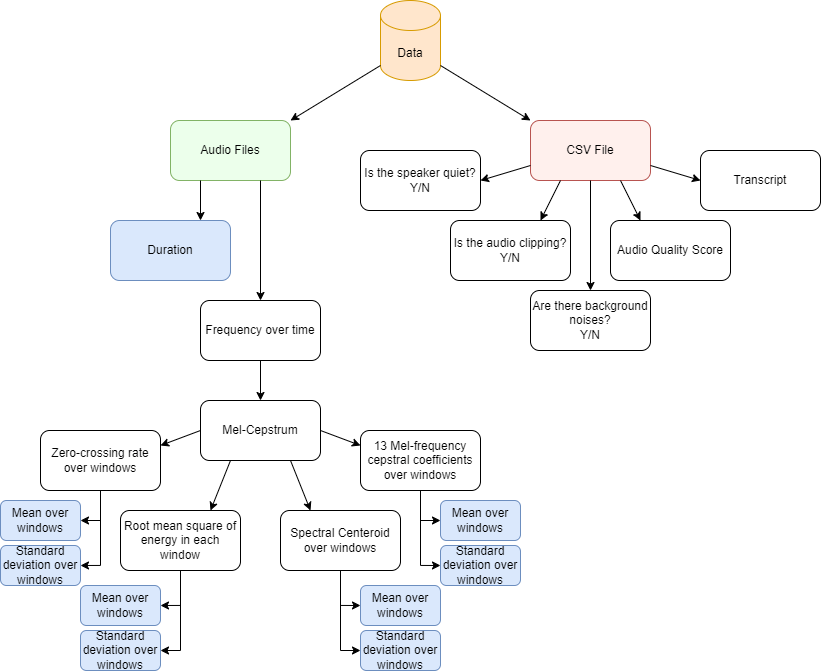 Data
Audio Files
CSV File
Is the speaker quiet?
Y/N
Transcript
Duration
Is the audio clipping?
Y/N
Audio Quality Score
Are there background
noises?
Y/N
Frequency over time
Mel-Cepstrum
Zero-crossing rate
over windows
13 Mel-frequency
cepstral coefficients
over windows
Mean over
windows
Standard
deviation over
windows
Root mean square of
energy in each
window
Spectral Centroid
over windows
Mean over
windows
Standard
deviation over
windows
Mean over
windows
Standard
deviation over
windows
Mean over
windows
Standard
deviation over
windows